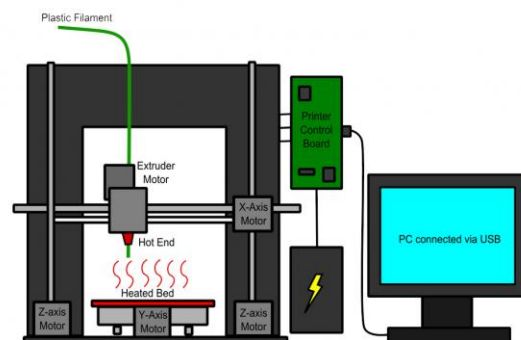 Plastic Filament
Printer
Control
Board
Extruder
Motor
X-Axis
Motor
Hot End
PC connected via USB
Heated Bed
Z-axis
Motor
Y-Axis
Motor
Z-axis
Motor